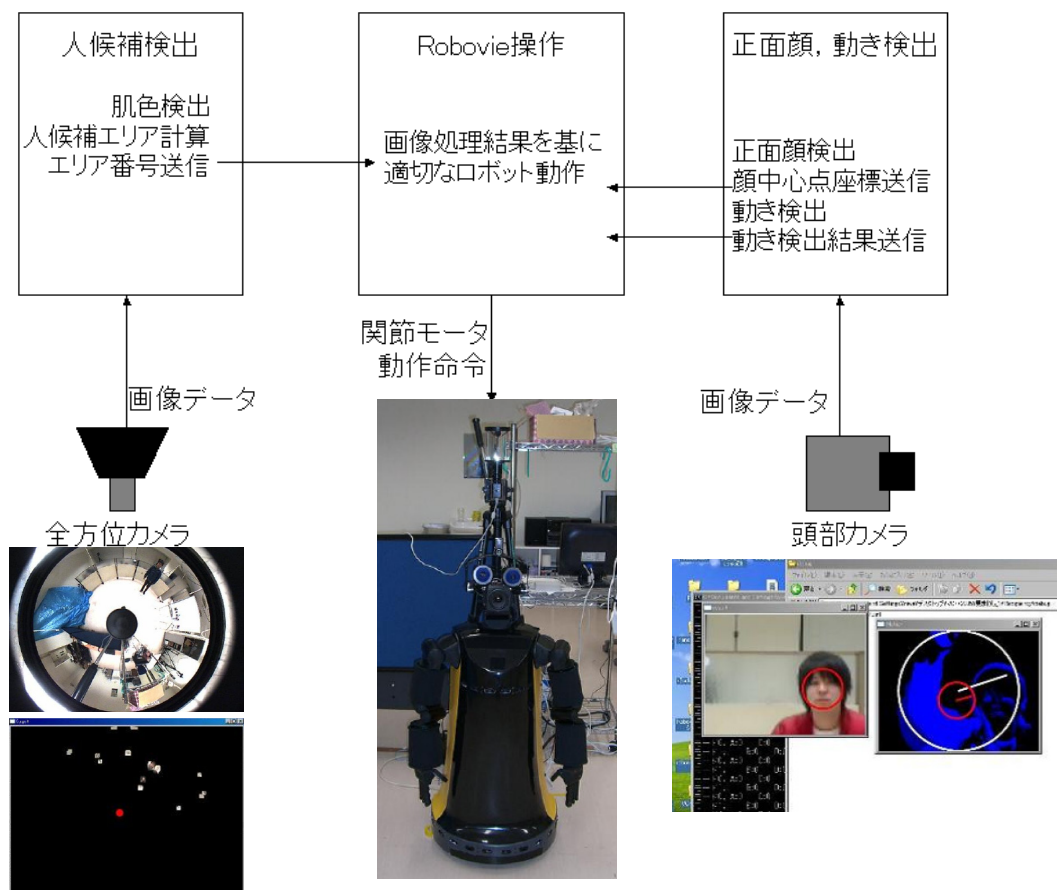 人候補検出
肌色検出
人候補エリア計算
エリア番号送信
Robovie操作
画像処理結果を基に
適切なロボット動作
正面顔, 動き検出
正面顔検出
顔中心点座標送信
動き検出
動き検出結果送信
関節モータ
動作命令
画像データ
画像データ
全方位カメラ
頭部カメラ